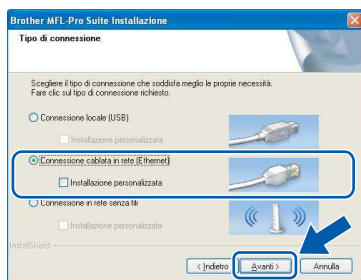 Brother MFL-Pro Suite Installazione
Tipo di connessione
Scegliere il tipo di connessione che soddisfa meglio le proprie necessità.
Fare clic sul tipo di connessione richiesto.
Connessione locale (USB)
Installazione personalizzata
Connessione cablata in rete (Ethernet)
Installazione personalizzata
Connessione in rete senza fili
Installazione personalizzata
InstallShield
< Indietro
Avanti >
Annulla